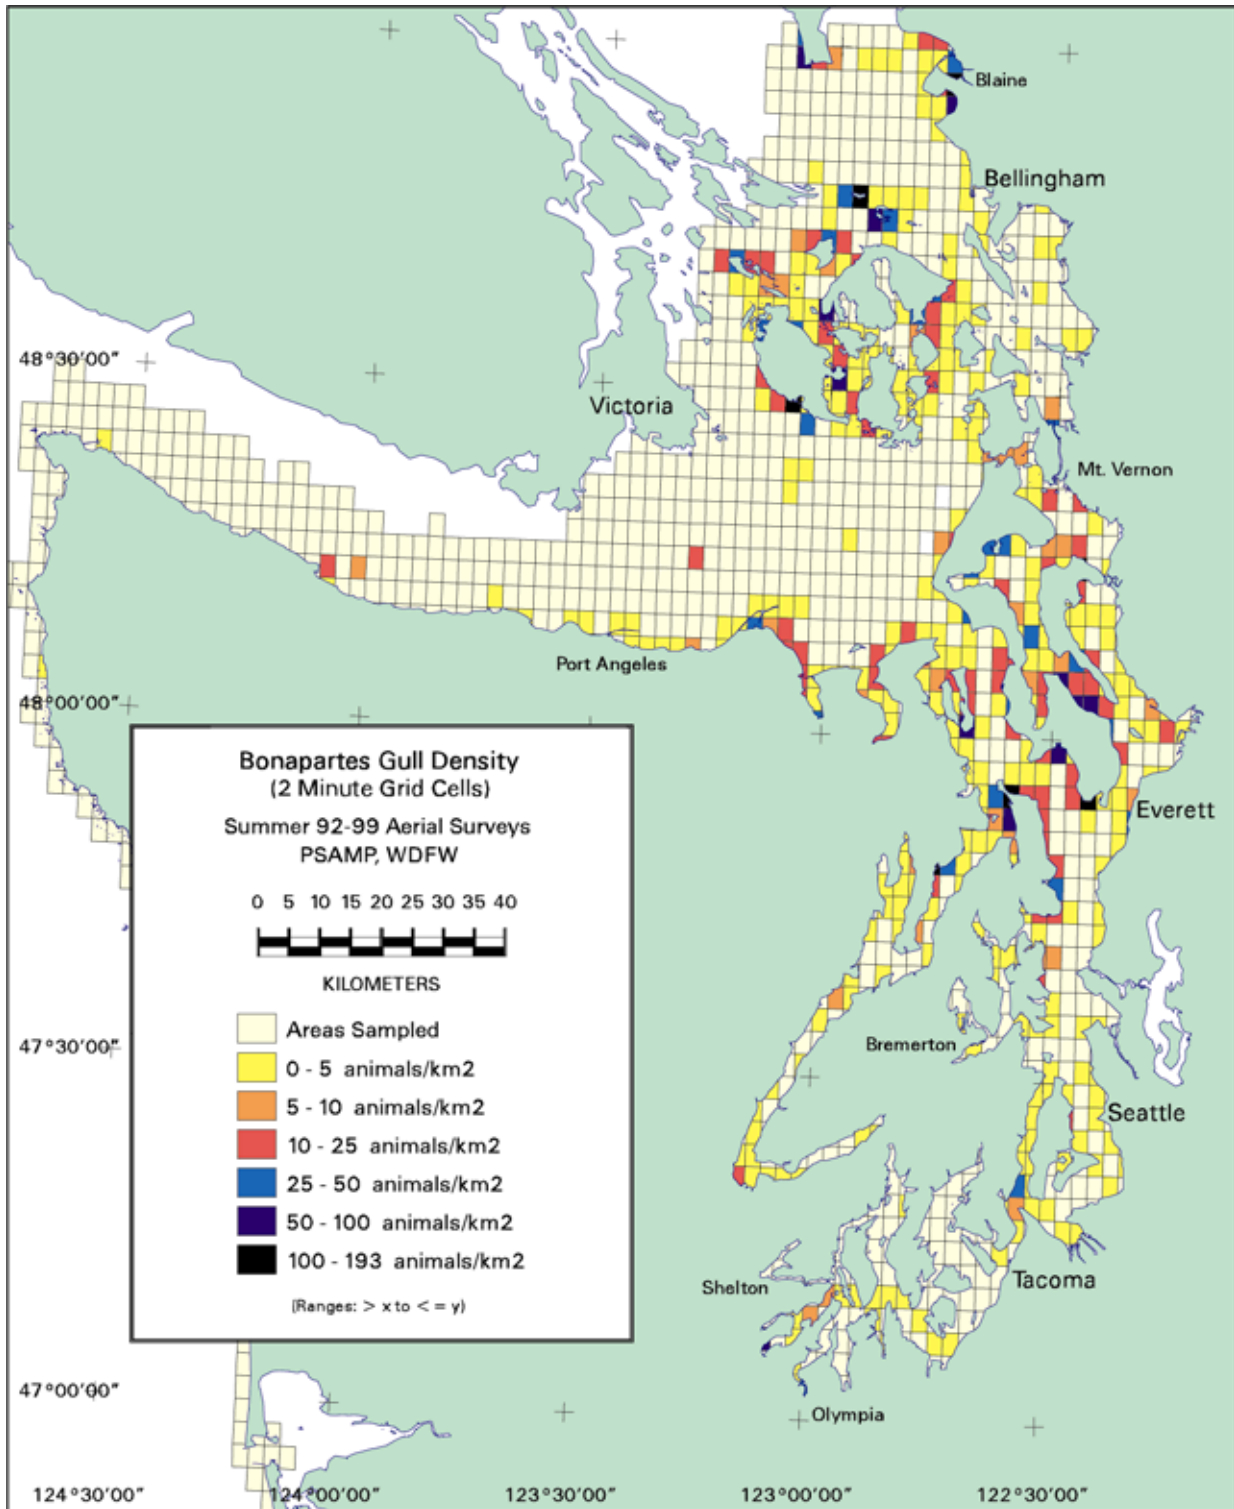 Blaine
Bellingham
48°30'00"
Victoria
Mt. Vernon
Port Angeles
48°00'00"
Bonapartes Gull Density
(2 Minute Grid Cells)
Summer 92-99 Aerial Surveys
PSAMP, WDFW
0 5 10 15 20 25 30 35 40
KILOMETERS
Areas Sampled
0 - 5 animals/km2
5 - 10 animals/km2
10 - 25 animals/km2
25 - 50 animals/km2
50 - 100 animals/km2
100 - 193 animals/km2
(Ranges: > x to < = y)
Everett
47°30'00"
Bremerton
Seattle
Shelton
Tacoma
47°00'00"
Olympia
124°30'00" 124°00'00" 123°30'00" 123°00'00" 122°30'00"